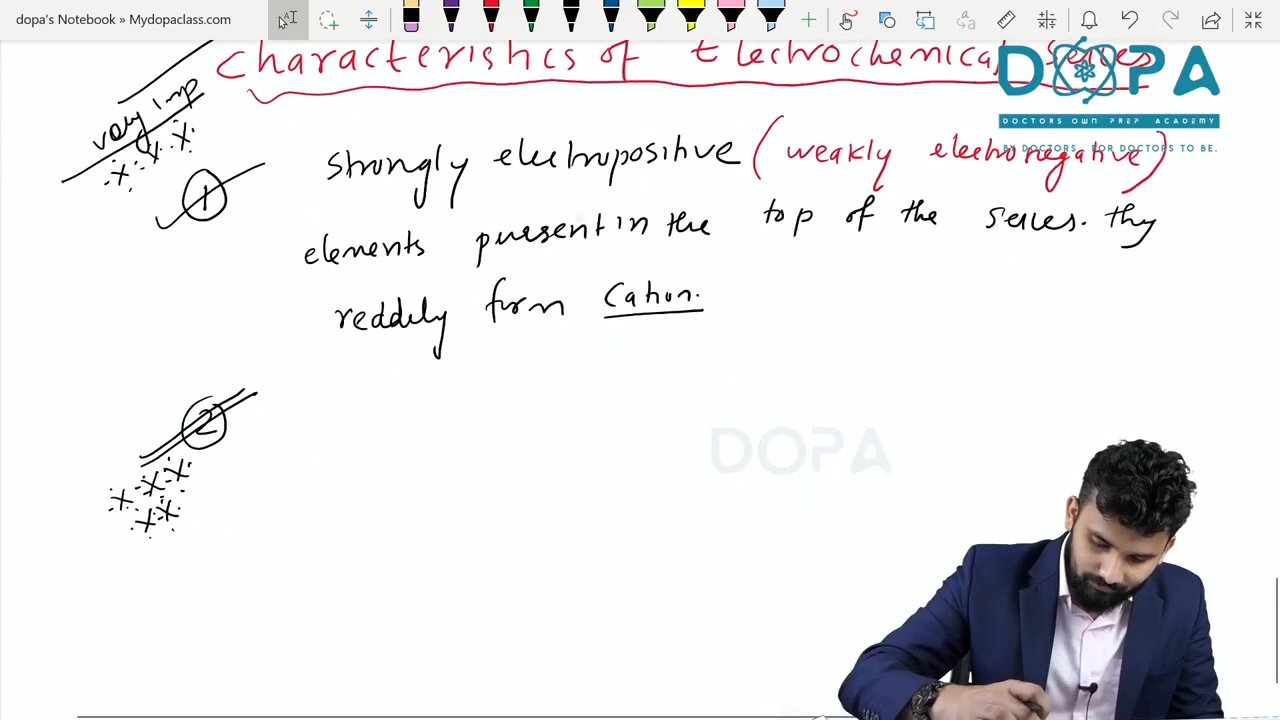 dopa's Notebook » Mydopaclass.com
Characteristics of Electrochemical Series
DOPA
DOCTORS OWN PREP ACADEMY
BY DOCTORS, FOR DOCTORS TO BE.
very imp
1
strongly electropositive (weakly electronegative)
elements present in the top of the series. they
reddily form Cation.
2
DOPA